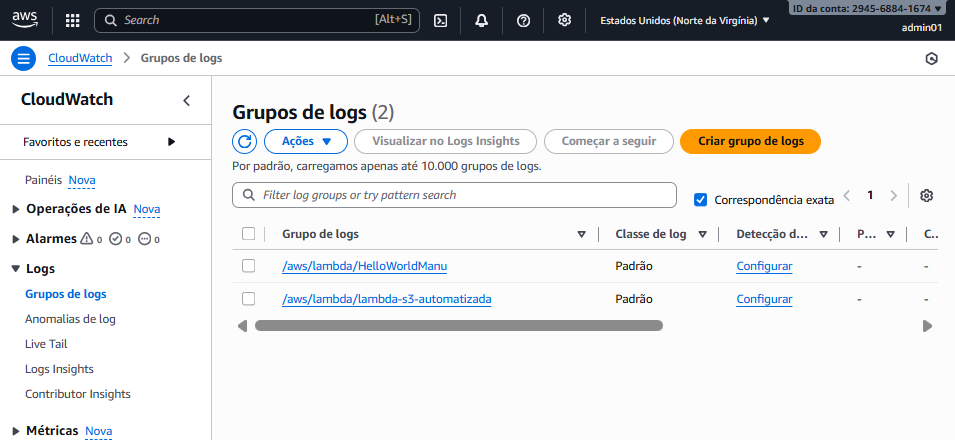 aws
Search [Alt+S]
Estados Unidos (Norte da Virgínia)
ID da conta: 2945-6884-1674
admin01
CloudWatch > Grupos de logs
CloudWatch
Favoritos e recentes
Painéis Nova
Operações de IA Nova
Alarmes 0 0 0
Logs
Grupos de logs
Anomalias de log
Live Tail
Logs Insights
Contributor Insights
Métricas Nova
Grupos de logs (2)
Ações Visualizar no Logs Insights Começar a seguir Criar grupo de logs
Por padrão, carregamos apenas até 10.000 grupos de logs.
Filter log groups or try pattern search Correspondência exata 1
Grupo de logs Classe de log Detecção d... P... C..
/aws/lambda/HelloWorldManu Padrão Configurar - -
/aws/lambda/lambda-s3-automatizada Padrão Configurar - -